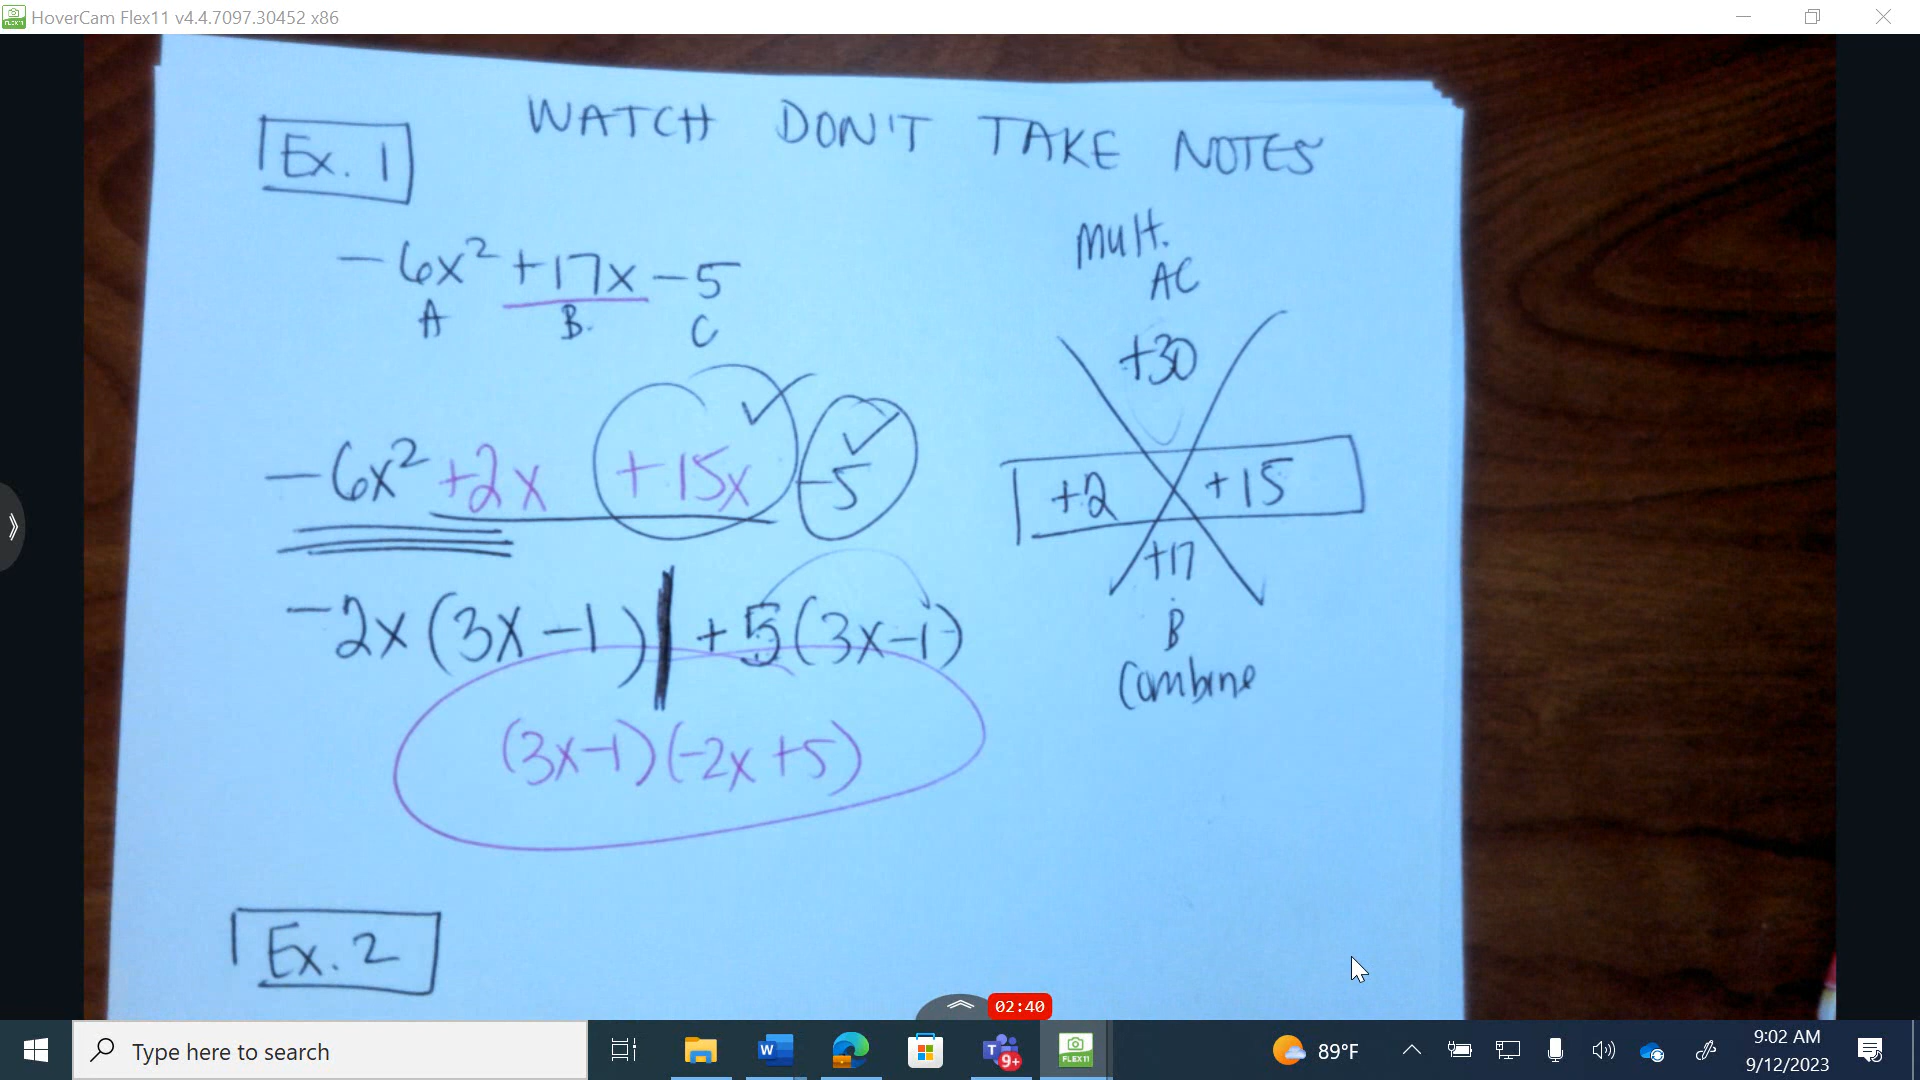 HoverCam Flex11 v4.4.7097.30452 x86
WATCH DON'T TAKE NOTES
Ex. 1
-6x² +17x -5
A B. C
Mult.
AC
+30
-6x² +2x +15x -5
+2 +15
+17
B
Combine
-2x(3x-1) | +5(3x-1)
(3x-1)(-2x+5)
Ex. 2
02:40
Type here to search
W
T
9+
FLEX11
89°F
9:02 AM
9/12/2023